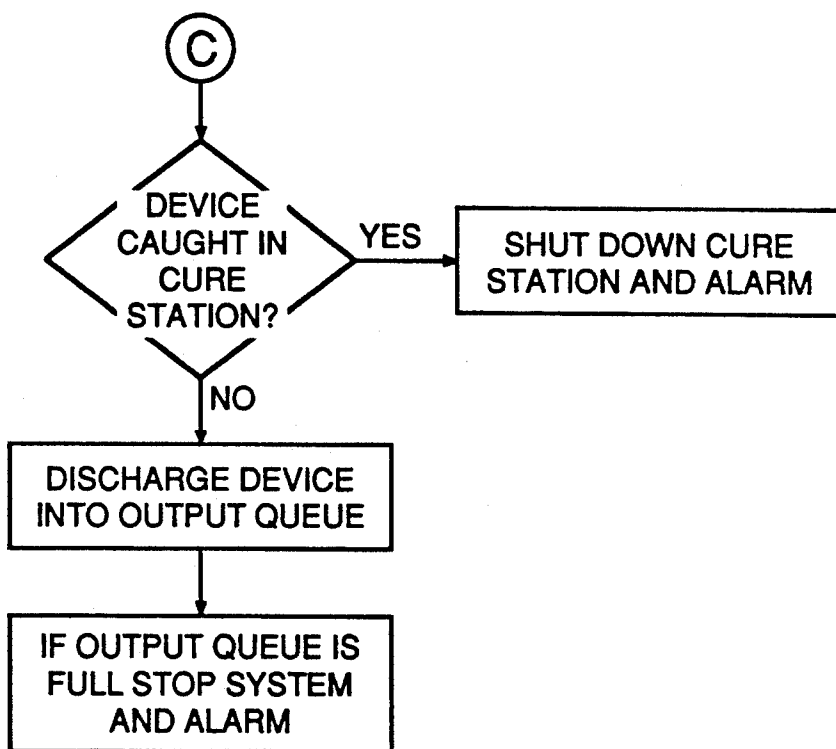 C
DEVICE
CAUGHT IN
CURE
STATION?
YES
SHUT DOWN CURE
STATION AND ALARM
NO
DISCHARGE DEVICE
INTO OUTPUT QUEUE
IF OUTPUT QUEUE IS
FULL STOP SYSTEM
AND ALARM